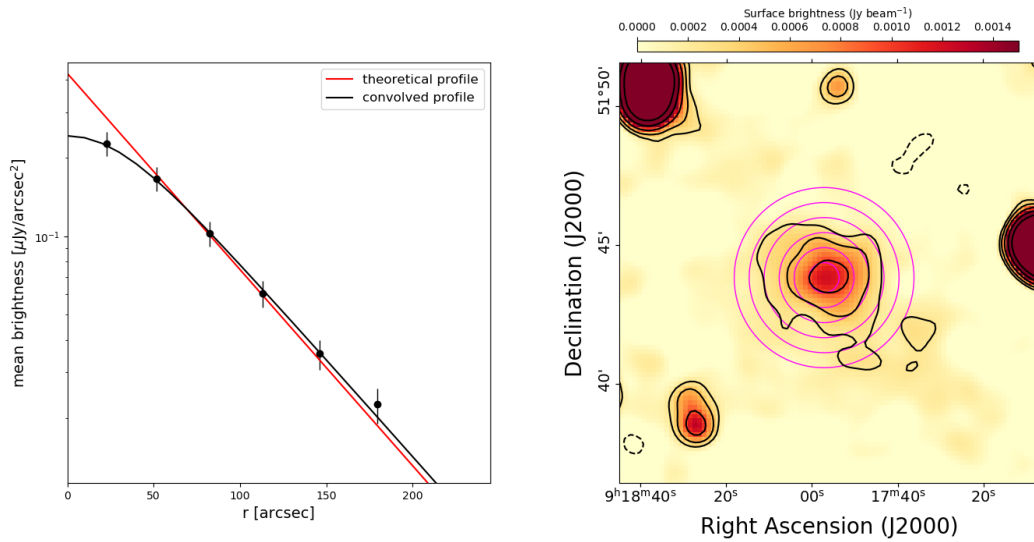 theoretical profile
convolved profile
mean brightness [μJy/arcsec²]
10⁻¹
0 50 100 150 200
r [arcsec]
Surface brightness (Jy beam⁻¹)
0.0000 0.0002 0.0004 0.0006 0.0008 0.0010 0.0012 0.0014
Declination (J2000)
51°50'
45'
40'
9ʰ18ᵐ40ˢ 20ˢ 00ˢ 17ᵐ40ˢ 20ˢ
Right Ascension (J2000)